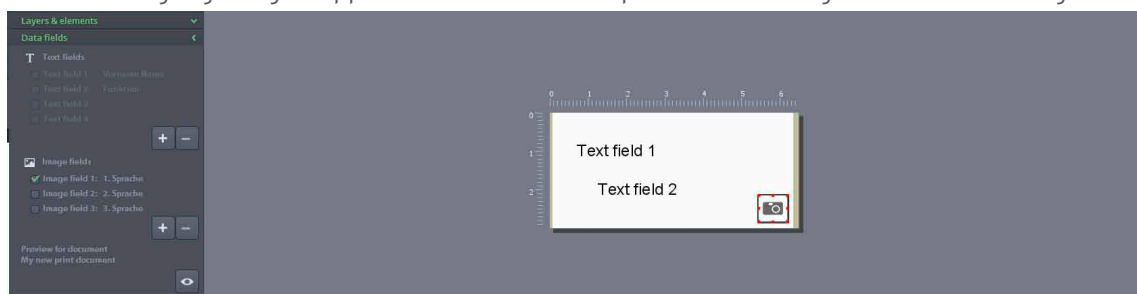 Layers & elements
Data fields
T Text fields
Text field 1 Vorname Name
Text field 2 Funktion
Text field 3
Text field 4
+ −
Image fields
Image field 1: 1. Sprache
Image field 2: 2. Sprache
Image field 3: 3. Sprache
+ −
Preview for document
My new print document
0 1 2 3 4 5 6
0
1
2
Text field 1
Text field 2